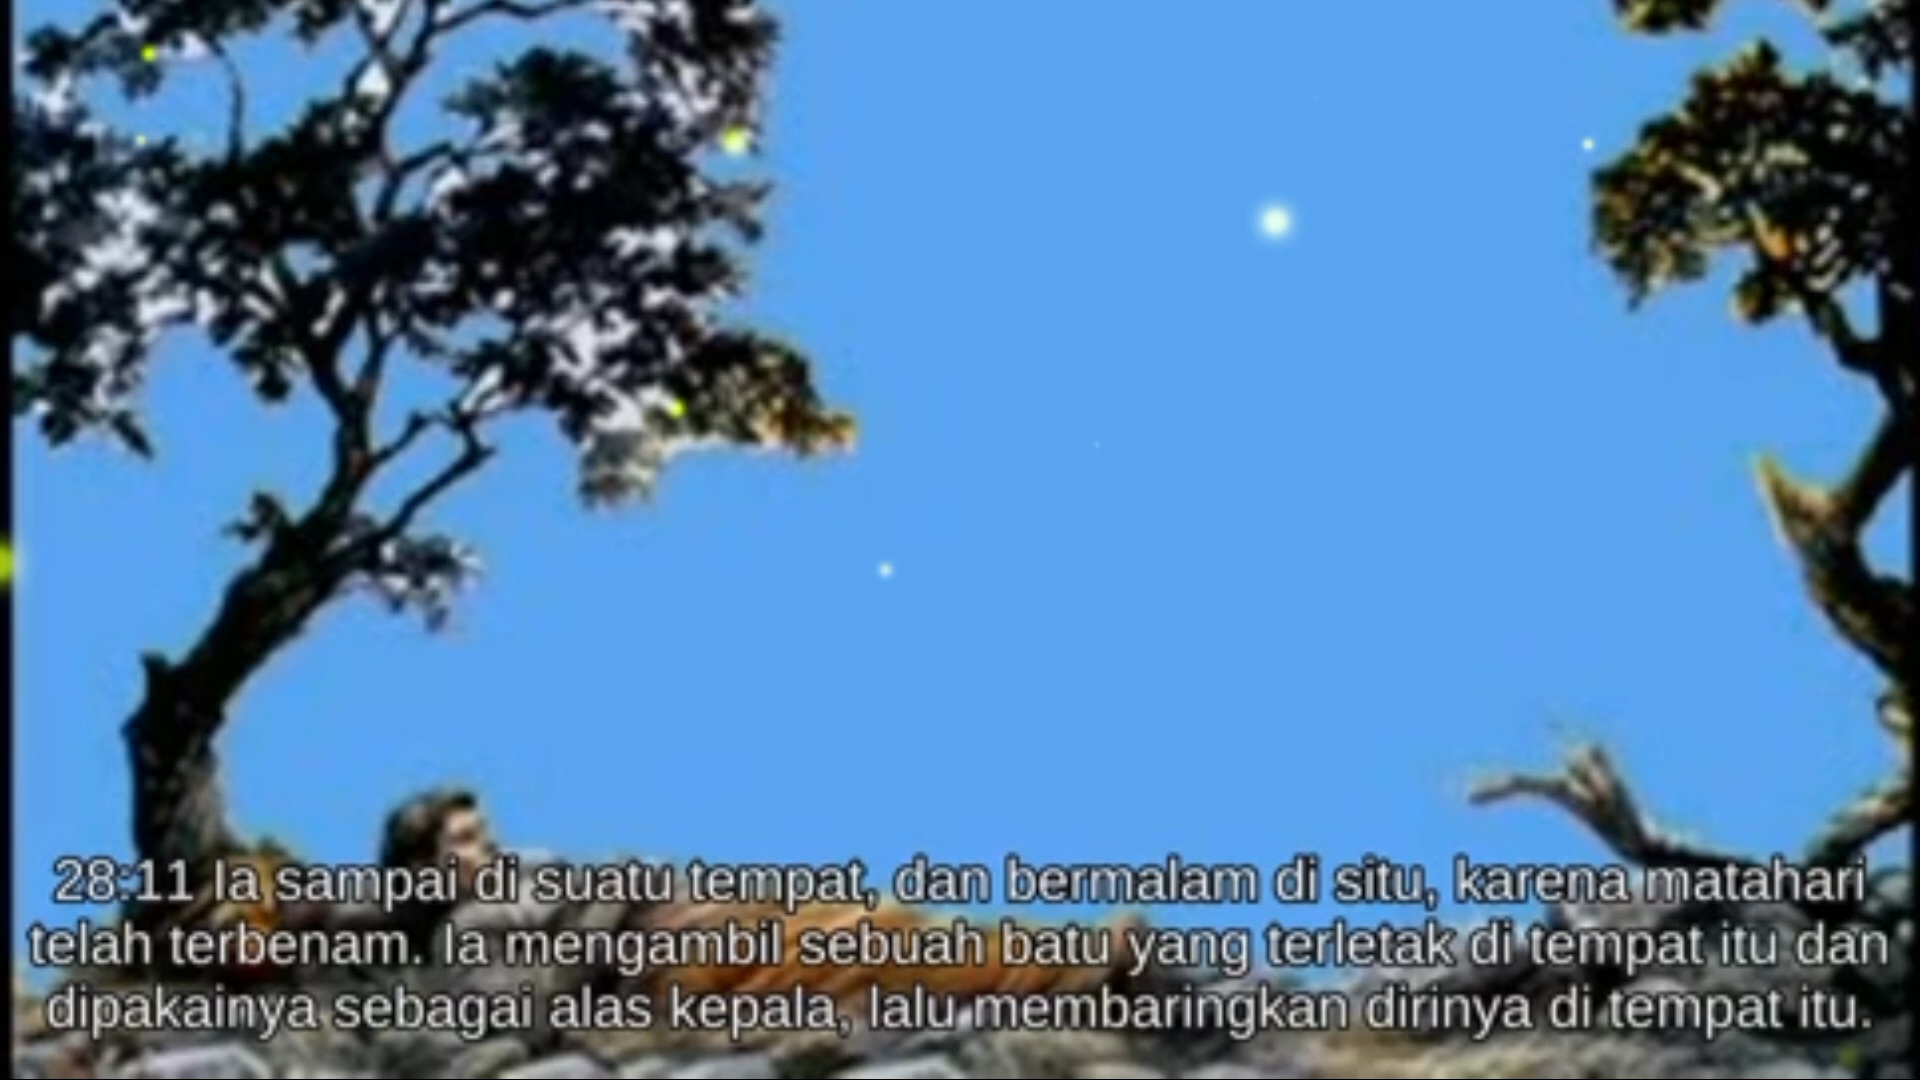 28:11 Ia sampai di suatu tempat, dan bermalam di situ, karena matahari
telah terbenam. Ia mengambil sebuah batu yang terletak di tempat itu dan
dipakainya sebagai alas kepala, lalu membaringkan dirinya di tempat itu.